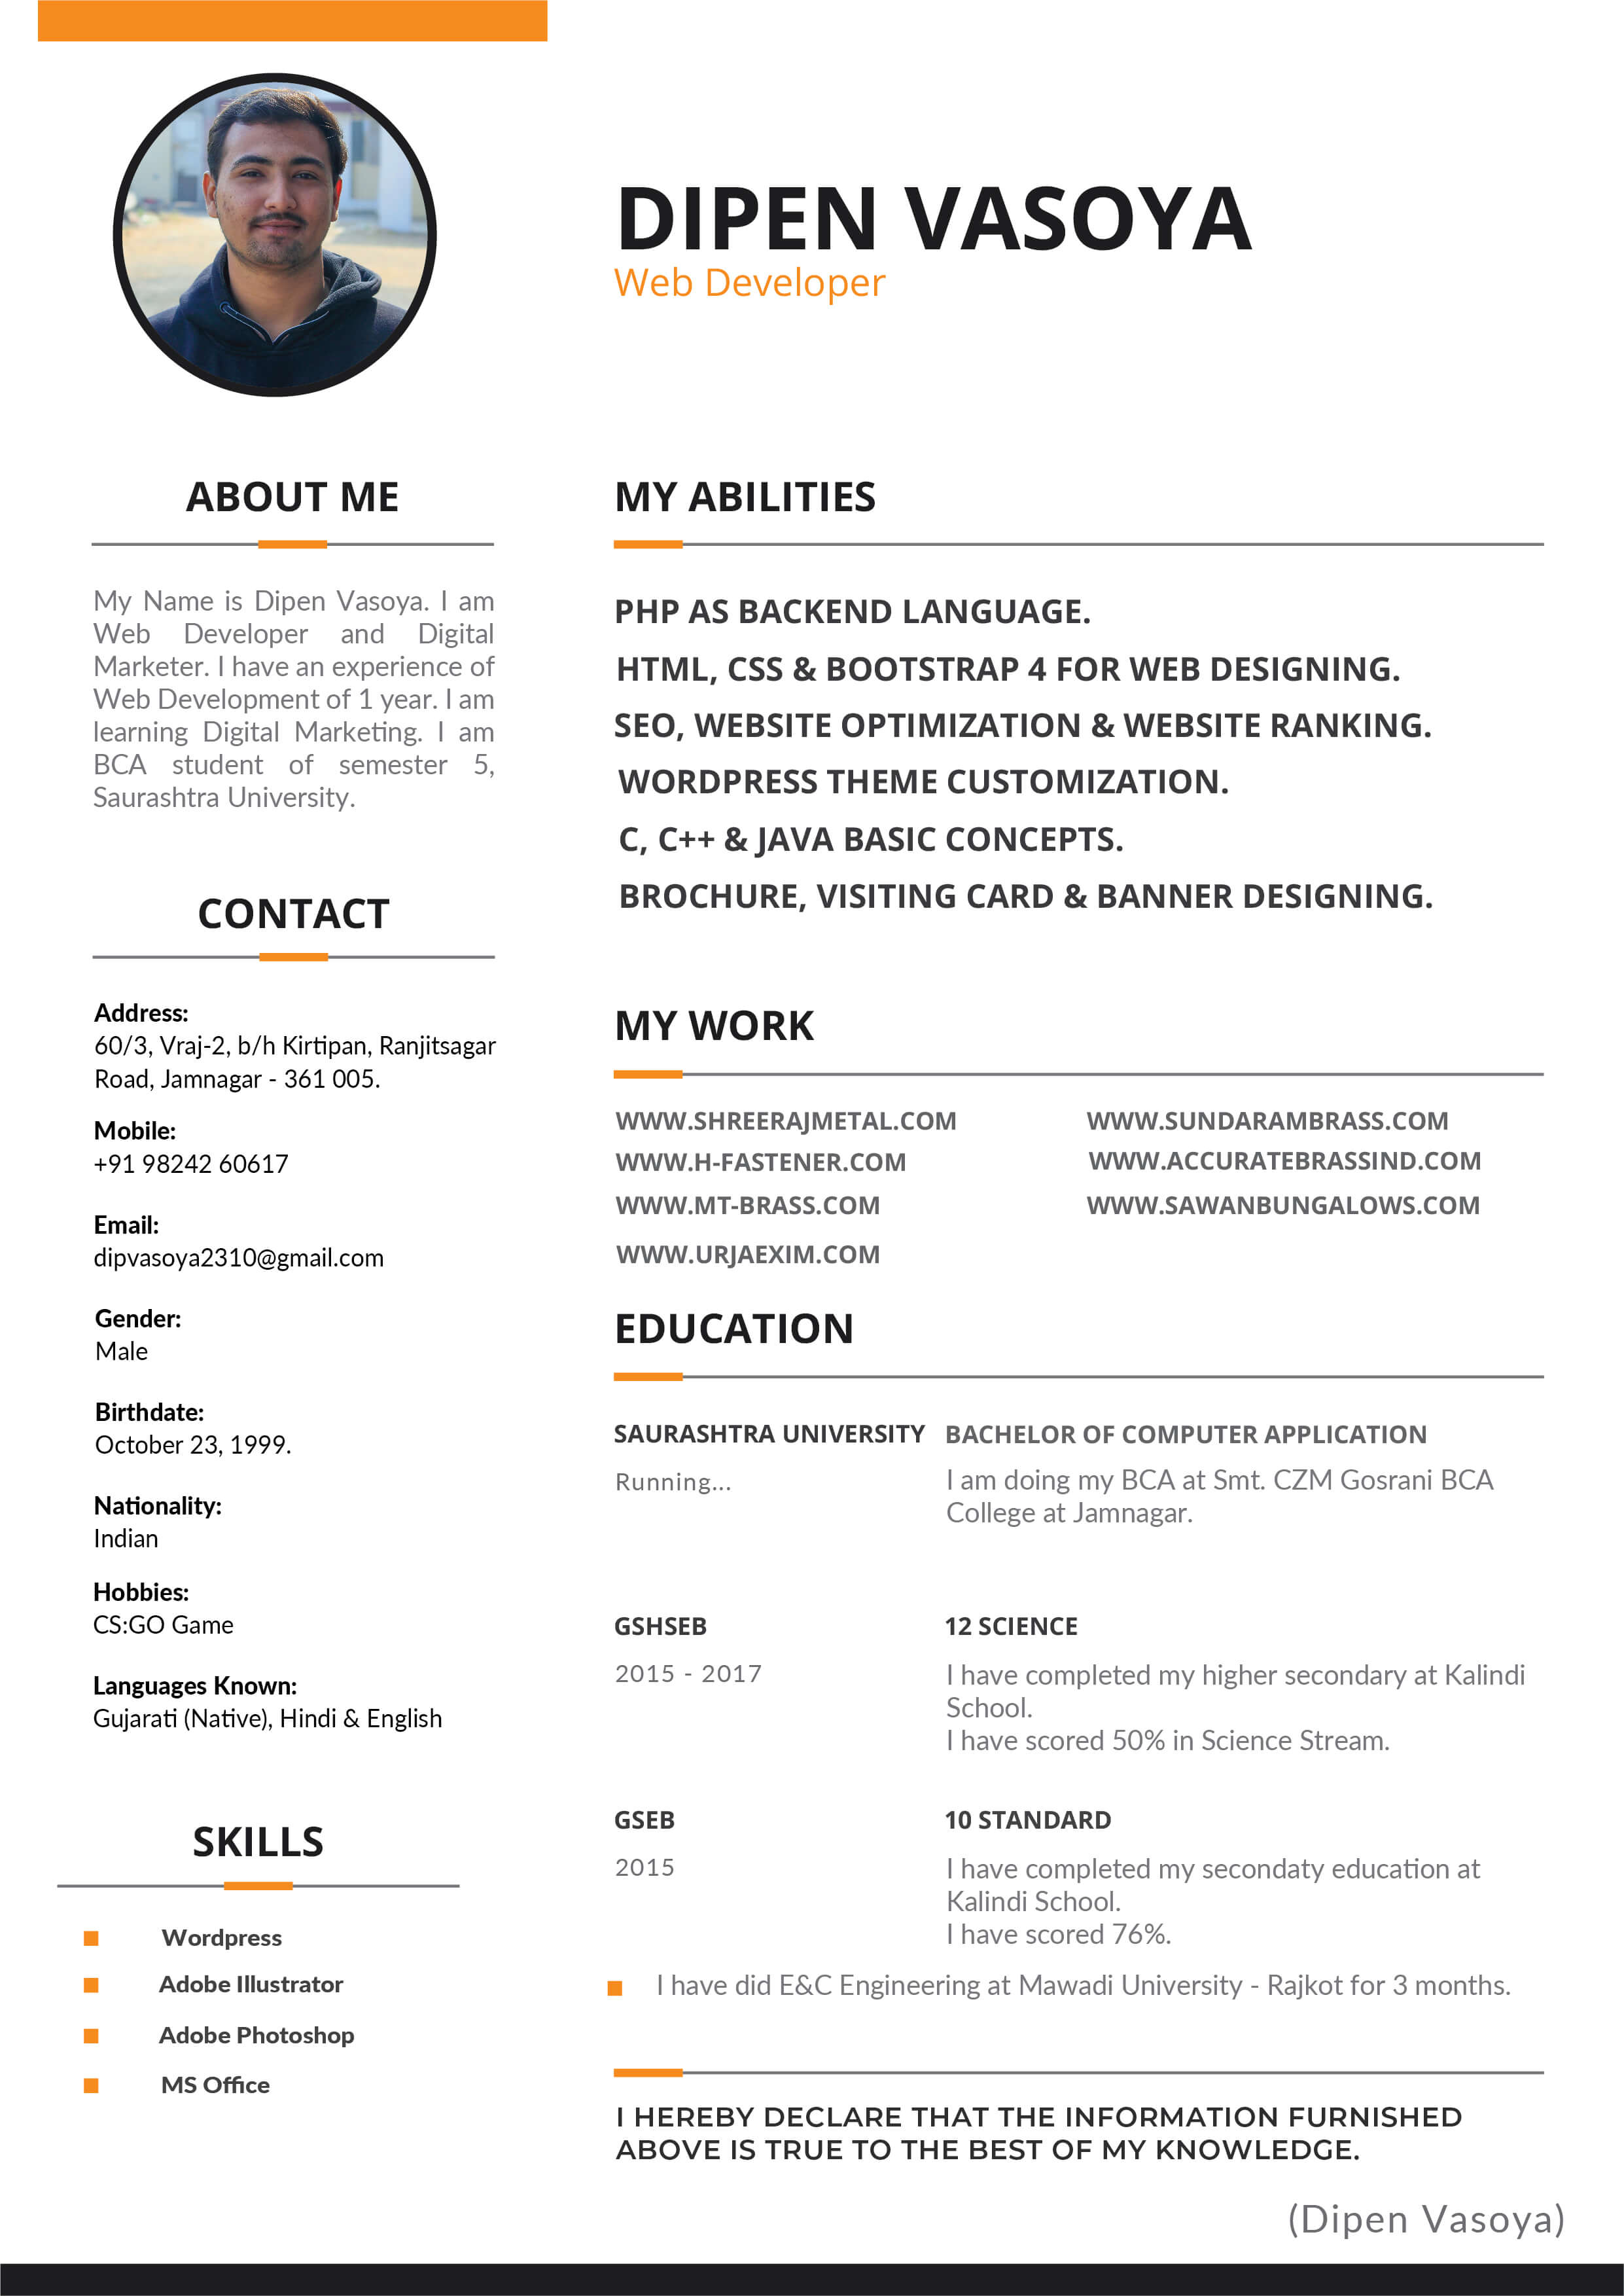 DIPEN VASOYA
Web Developer
ABOUT ME
My Name is Dipen Vasoya. I am
Web Developer and Digital
Marketer. I have an experience of
Web Development of 1 year. I am
learning Digital Marketing. I am
BCA student of semester 5,
Saurashtra University.
CONTACT
Address:
60/3, Vraj-2, b/h Kirtipan, Ranjitsagar
Road, Jamnagar - 361 005.
Mobile:
+91 98242 60617
Email:
dipvasoya2310@gmail.com
Gender:
Male
Birthdate:
October 23, 1999.
Nationality:
Indian
Hobbies:
CS:GO Game
Languages Known:
Gujarati (Native), Hindi & English
SKILLS
Wordpress
Adobe Illustrator
Adobe Photoshop
MS Office
MY ABILITIES
PHP AS BACKEND LANGUAGE.
HTML, CSS & BOOTSTRAP 4 FOR WEB DESIGNING.
SEO, WEBSITE OPTIMIZATION & WEBSITE RANKING.
WORDPRESS THEME CUSTOMIZATION.
C, C++ & JAVA BASIC CONCEPTS.
BROCHURE, VISITING CARD & BANNER DESIGNING.
MY WORK
WWW.SHREERAJMETAL.COM WWW.SUNDARAMBRASS.COM
WWW.H-FASTENER.COM WWW.ACCURATEBRASSIND.COM
WWW.MT-BRASS.COM WWW.SAWANBUNGALOWS.COM
WWW.URJAEXIM.COM
EDUCATION
SAURASHTRA UNIVERSITY BACHELOR OF COMPUTER APPLICATION
Running... I am doing my BCA at Smt. CZM Gosrani BCA
College at Jamnagar.
GSHSEB 12 SCIENCE
2015 - 2017 I have completed my higher secondary at Kalindi
School.
I have scored 50% in Science Stream.
GSEB 10 STANDARD
2015 I have completed my secondaty education at
Kalindi School.
I have scored 76%.
I have did E&C Engineering at Mawadi University - Rajkot for 3 months.
I HEREBY DECLARE THAT THE INFORMATION FURNISHED
ABOVE IS TRUE TO THE BEST OF MY KNOWLEDGE.
(Dipen Vasoya)